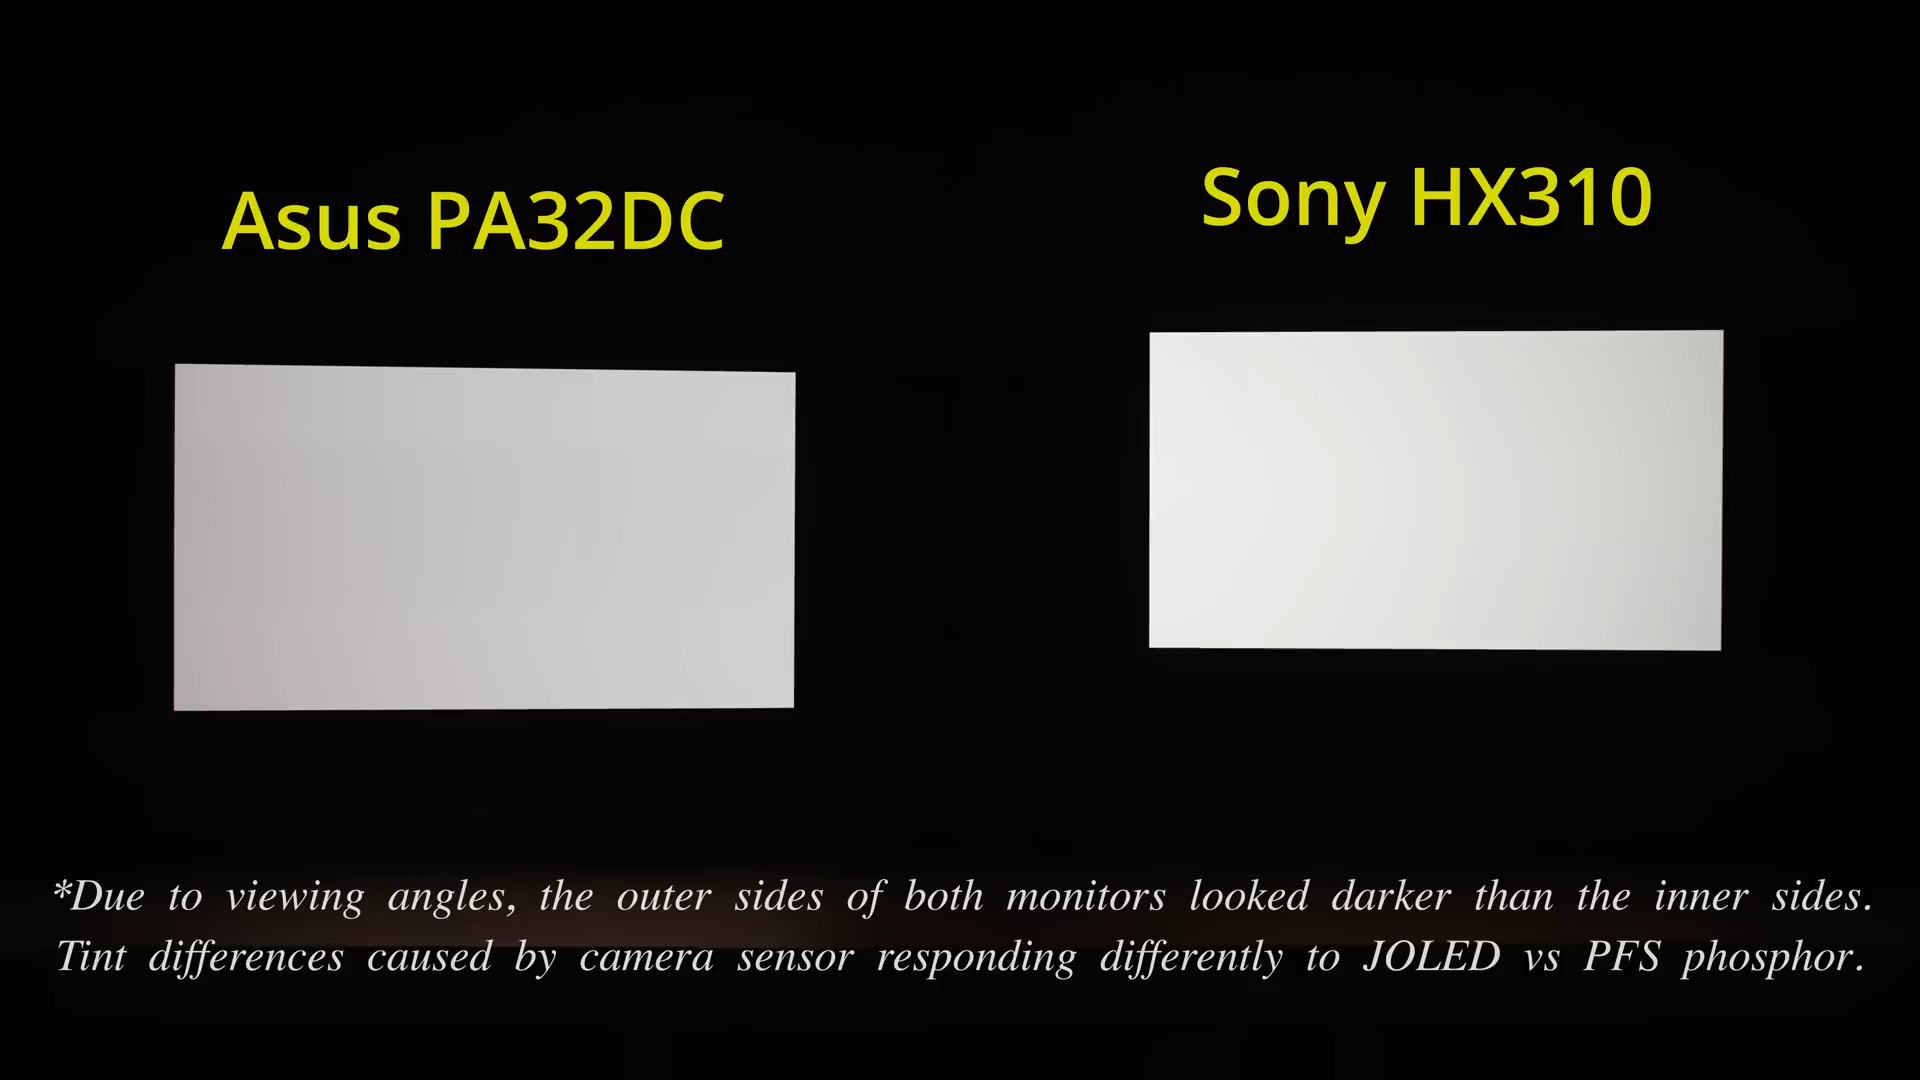 Asus PA32DC
Sony HX310
*Due to viewing angles, the outer sides of both monitors looked darker than the inner sides.
Tint differences caused by camera sensor responding differently to JOLED vs PFS phosphor.